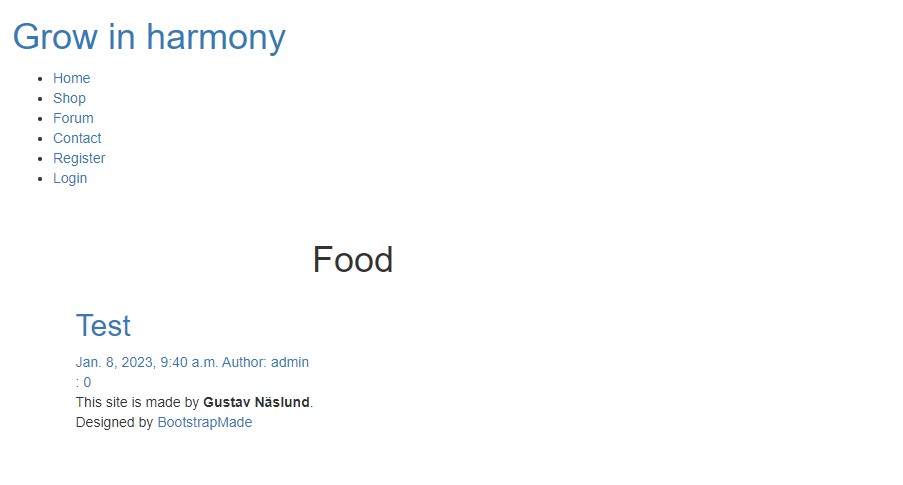 Grow in harmony
Home
Shop
Forum
Contact
Register
Login
Food
Test
Jan. 8, 2023, 9:40 a.m. Author: admin
: 0
This site is made by Gustav Näslund.
Designed by BootstrapMade